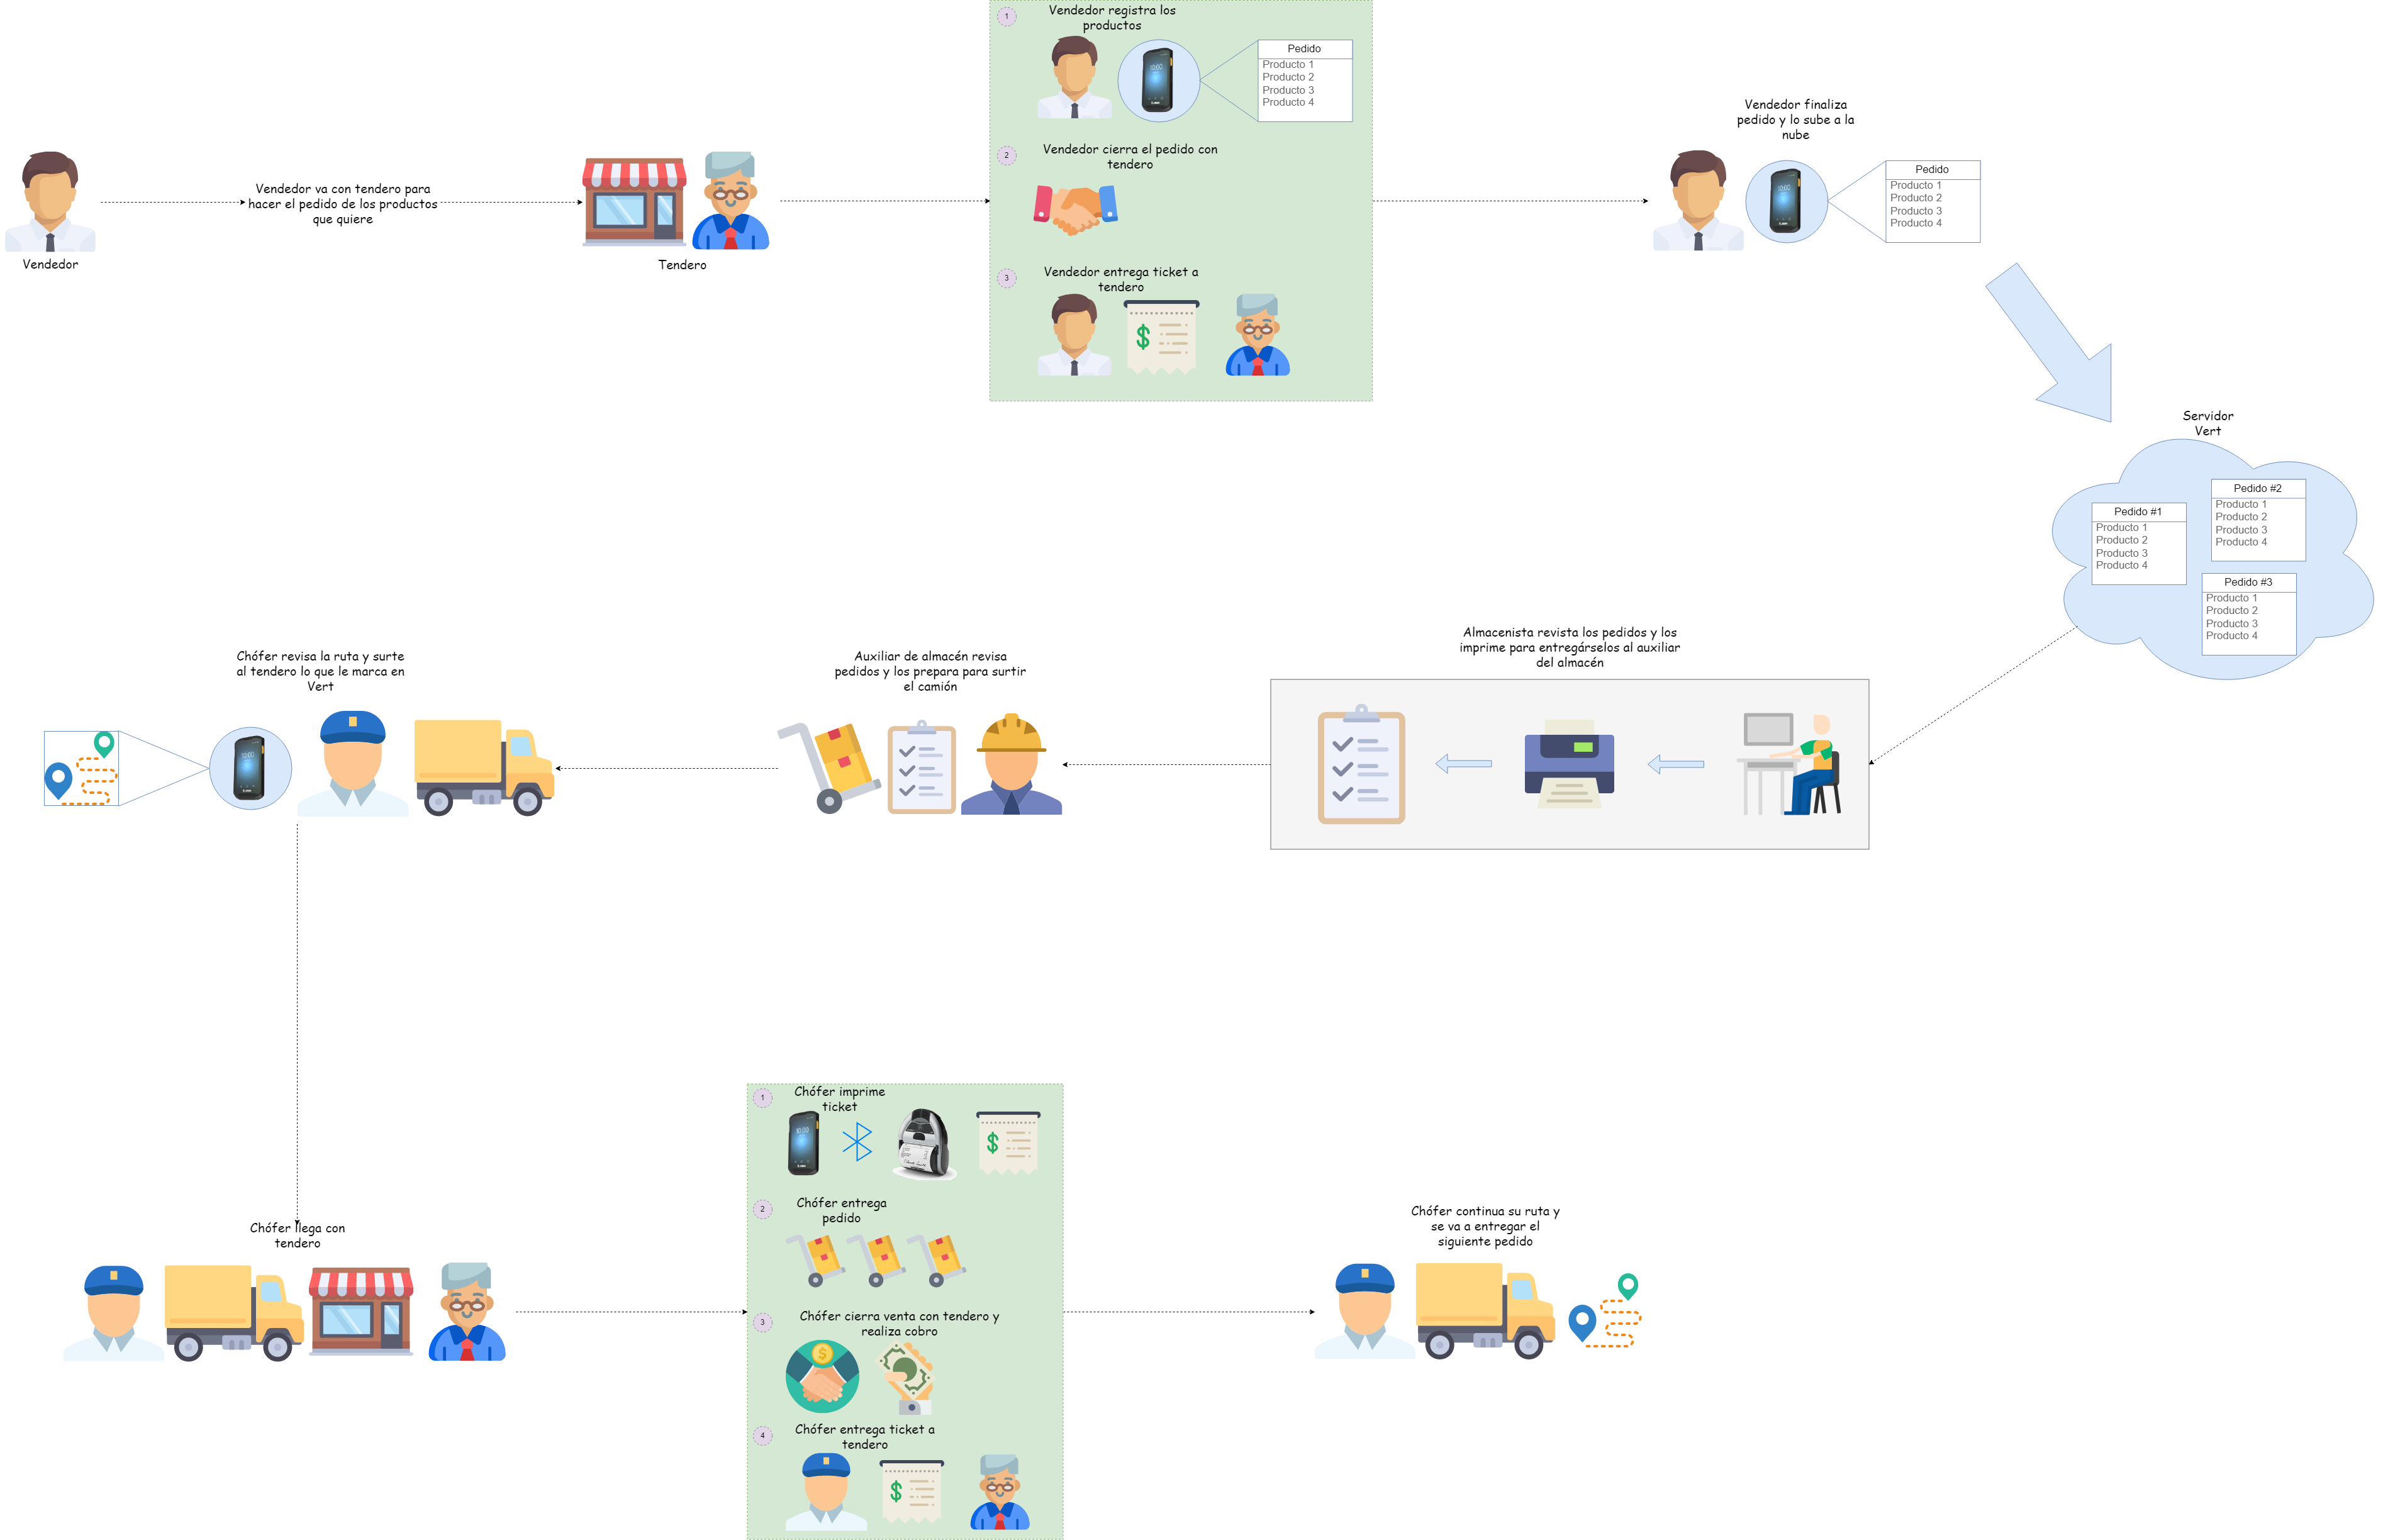 Vendedor
Vendedor va con tendero para
hacer el pedido de los productos
que quiere
Tendero
1
Vendedor registra los
productos
Pedido
Producto 1
Producto 2
Producto 3
Producto 4
2
Vendedor cierra el pedido con
tendero
3
Vendedor entrega ticket a
tendero
Vendedor finaliza
pedido y lo sube a la
nube
Pedido
Producto 1
Producto 2
Producto 3
Producto 4
Servidor
Vert
Pedido #1
Producto 1
Producto 2
Producto 3
Producto 4
Pedido #2
Producto 1
Producto 2
Producto 3
Producto 4
Pedido #3
Producto 1
Producto 2
Producto 3
Producto 4
Almacenista revista los pedidos y los
imprime para entregárselos al auxiliar
del almacén
Auxiliar de almacén revisa
pedidos y los prepara para surtir
el camión
Chófer revisa la ruta y surte
al tendero lo que le marca en
Vert
Chófer llega con
tendero
1
Chófer imprime
ticket
10:00
2
Chófer entrega
pedido
3
Chófer cierra venta con tendero y
realiza cobro
4
Chófer entrega ticket a
tendero
Chófer continua su ruta y
se va a entregar el
siguiente pedido